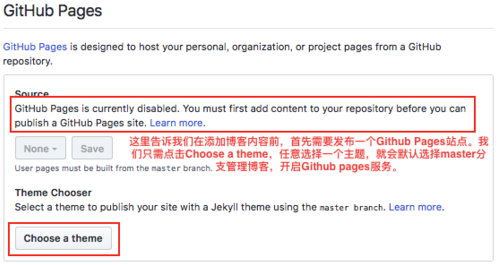 GitHub Pages
GitHub Pages is designed to host your personal, organization, or project pages from a GitHub
repository.
Source
GitHub Pages is currently disabled. You must first add content to your repository before you can
publish a GitHub Pages site. Learn more.
None
Save
这里告诉我们在添加博客内容前，首先需要发布一个Github Pages站点。我
们只需点击Choose a theme，任意选择一个主题，就会默认选择master分
支管理博客，开启Github pages服务。
User pages must be built from the master branch.
Theme Chooser
Select a theme to publish your site with a Jekyll theme using the master branch. Learn more.
Choose a theme